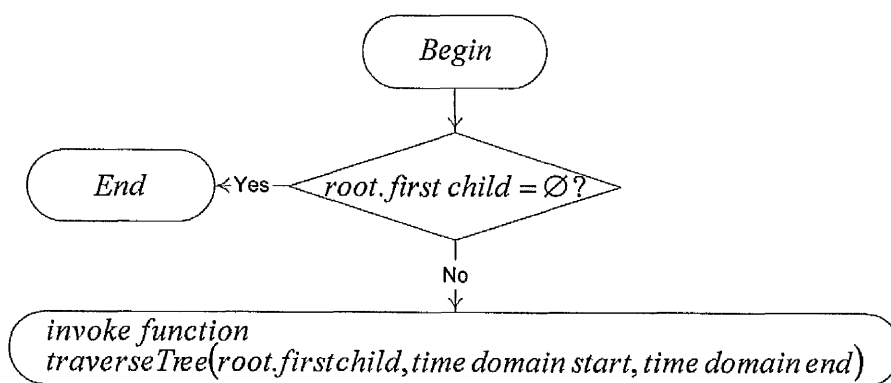 Begin
root.first child = ∅?
Yes
End
No
invoke function
traverseTree(root.firstchild,time domain start, time domain end)